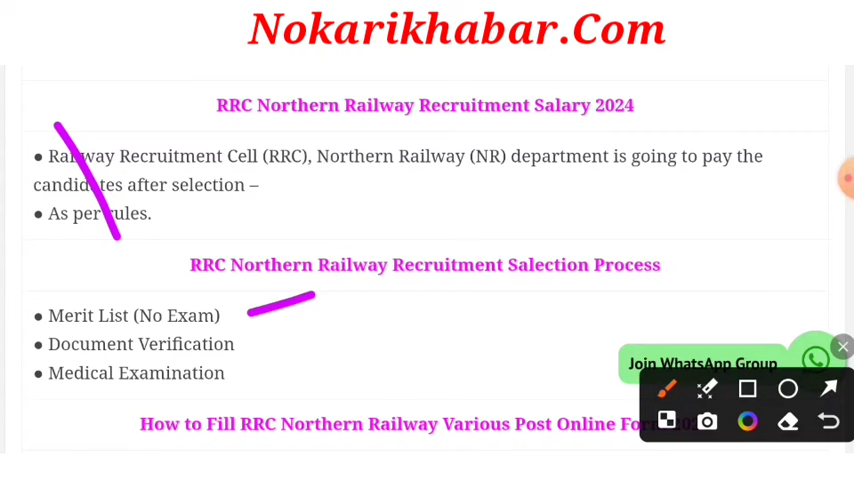 Nokarikhabar.Com
RRC Northern Railway Recruitment Salary 2024
● Railway Recruitment Cell (RRC), Northern Railway (NR) department is going to pay the
candidates after selection –
● As per rules.
RRC Northern Railway Recruitment Salection Process
● Merit List (No Exam)
● Document Verification
● Medical Examination
Join WhatsApp Group
How to Fill RRC Northern Railway Various Post Online